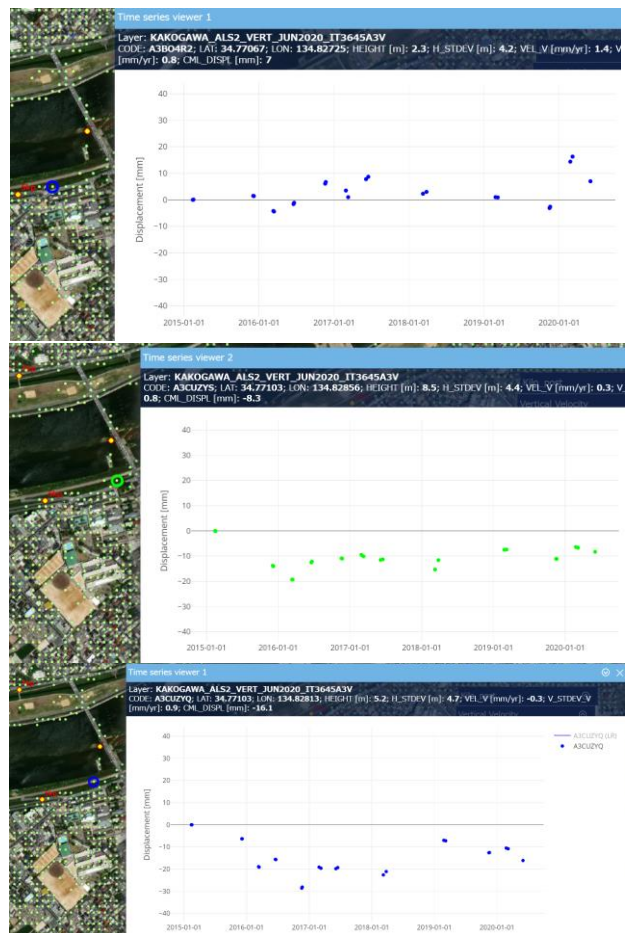 Time series viewer 1
Layer: KAKOGAWA_ALS2_VERT_JUN2020_IT3645A3V
CODE: A3BO4R2; LAT: 34.77067; LON: 134.82725; HEIGHT [m]: 2.3; H_STDEV [m]: 4.2; VEL_V [mm/yr]: 1.4; V
[mm/yr]: 0.8; CML_DISPL [mm]: 7
Displacement [mm]
40
30
20
10
0
−10
−20
−30
−40
2015-01-01 2016-01-01 2017-01-01 2018-01-01 2019-01-01 2020-01-01
Time series viewer 2
Layer: KAKOGAWA_ALS2_VERT_JUN2020_IT3645A3V
CODE: A3CUZYS; LAT: 34.77103; LON: 134.82856; HEIGHT [m]: 8.5; H_STDEV [m]: 4.4; VEL_V [mm/yr]: 0.3; V_
0.8; CML_DISPL [mm]: -8.3
Vertical Velocity
Displacement [mm]
40
30
20
10
0
−10
−20
−30
−40
2015-01-01 2016-01-01 2017-01-01 2018-01-01 2019-01-01 2020-01-01
Time series viewer 1
Layer: KAKOGAWA_ALS2_VERT_JUN2020_IT3645A3V
CODE: A3CUZYQ; LAT: 34.77103; LON: 134.82813; HEIGHT [m]: 5.2; H_STDEV [m]: 4.7; VEL_V [mm/yr]: -0.3; V_STDEV_V
[mm/yr]: 0.9; CML_DISPL [mm]: -16.1
Vertical Velocity
A3CUZYQ (LR)
A3CUZYQ
Displacement [mm]
40
30
20
10
0
−10
−20
−30
−40
2015-01-01 2016-01-01 2017-01-01 2018-01-01 2019-01-01 2020-01-01